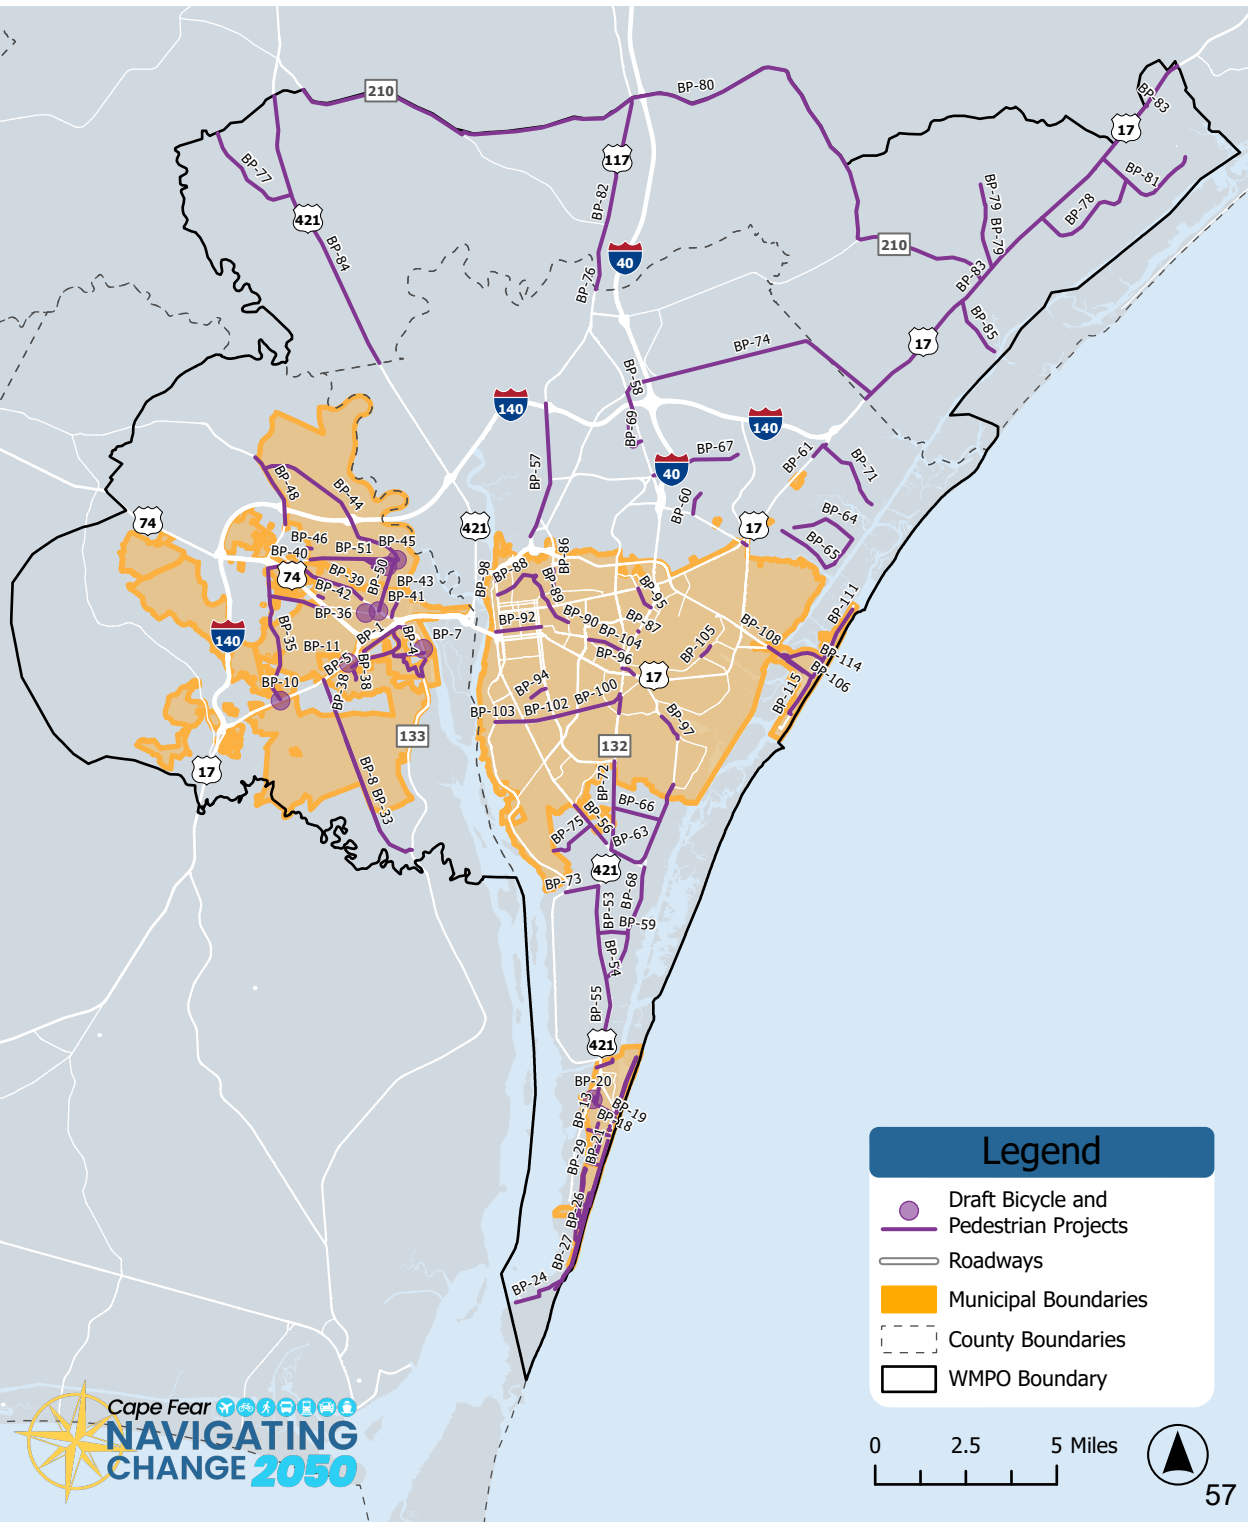 BP-80
210
BP-83
17
117
BP-77
BP-81
BP-82
BP-79
BP-78
421
BP-79
BP-84
210
40
BP-76
BP-83
BP-85
17
BP-74
BP-58
140
140
BP-69
BP-67
BP-61
BP-57
40
BP-71
BP-48
BP-44
BP-60
BP-64
74
421
17
BP-46
BP-45
BP-65
BP-40
BP-51
BP-86
74
BP-39
BP-50
BP-43
BP-98
BP-88
BP-89
BP-95
BP-42
BP-41
BP-111
BP-36
BP-92
BP-90
BP-87
140
BP-35
BP-11
BP-1
BP-4
BP-7
BP-104
BP-105
BP-108
BP-5
BP-38
BP-96
BP-114
BP-10
BP-38
BP-94
17
BP-106
BP-103
BP-102
BP-100
BP-115
133
BP-97
132
17
BP-8
BP-33
BP-72
BP-66
BP-75
BP-56
BP-63
421
BP-73
BP-68
BP-53
BP-59
BP-54
BP-55
421
BP-20
BP-13
BP-19
BP-18
BP-29
BP-21
BP-26
BP-27
BP-24
Legend
Draft Bicycle and
Pedestrian Projects
Roadways
Municipal Boundaries
County Boundaries
WMPO Boundary
0 2.5 5 Miles
57
Cape Fear
NAVIGATING
CHANGE 2050